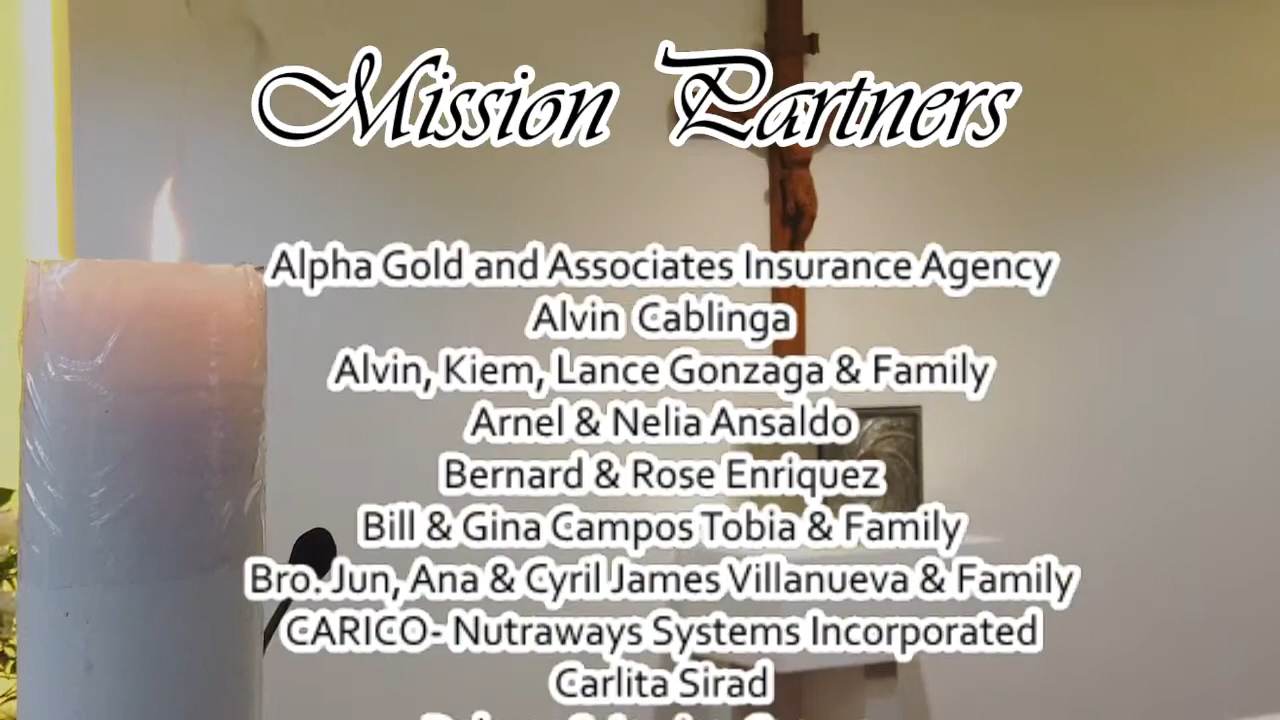 Mission Partners
Alpha Gold and Associates Insurance Agency
Alvin Cablinga
Alvin, Kiem, Lance Gonzaga & Family
Arnel & Nelia Ansaldo
Bernard & Rose Enriquez
Bill & Gina Campos Tobia & Family
Bro. Jun, Ana & Cyril James Villanueva & Family
CARICO- Nutraways Systems Incorporated
Carlita Sirad